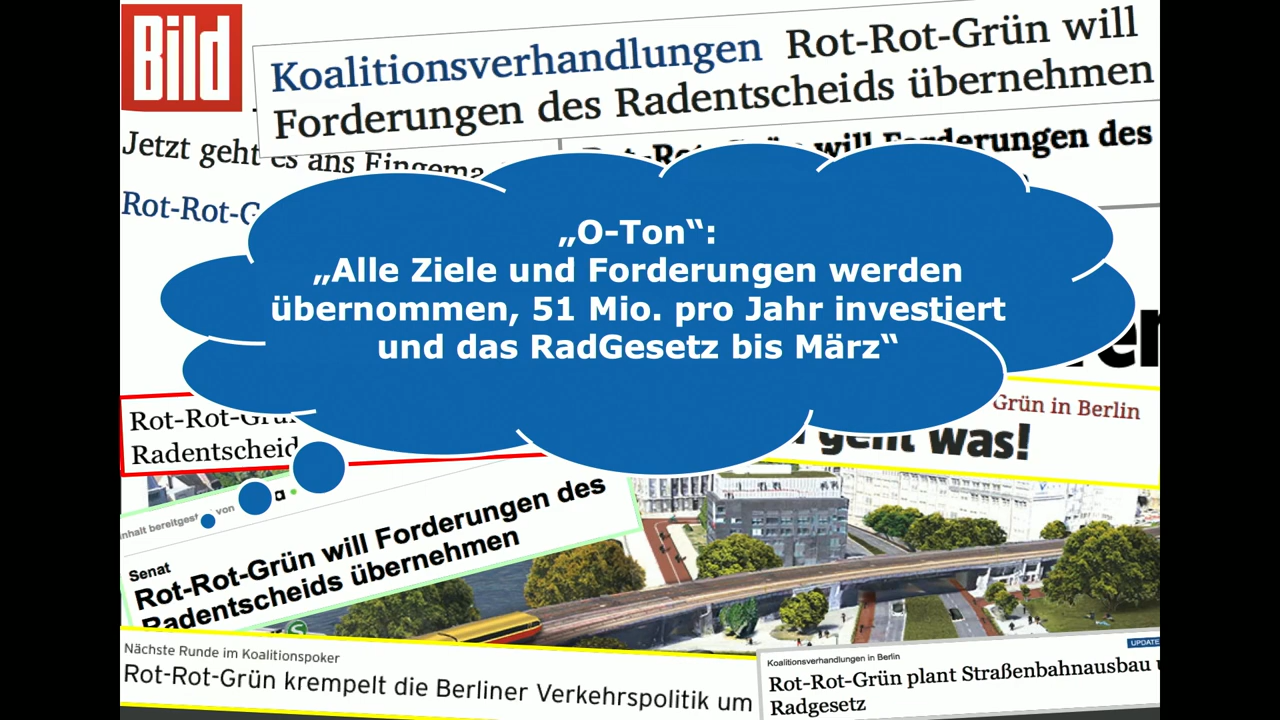 Bild
Koalitionsverhandlungen Rot-Rot-Grün will
Forderungen des Radentscheids übernehmen
Jetzt geht es ans
will Forderungen des
„O-Ton“:
„Alle Ziele und Forderungen werden
übernommen, 51 Mio. pro Jahr investiert
und das RadGesetz bis März“
Rot-Rot-
Radentscheid
Grün in Berlin
geht was!
von
Senat
Rot-Rot-Grün will Forderungen des
Radentscheids übernehmen
Nächste Runde im Koalitionspoker
Rot-Rot-Grün krempelt die Berliner Verkehrspolitik um
UPDATE
Koalitionsverhandlungen in Berlin
Rot-Rot-Grün plant Straßenbahnausbau
Radgesetz